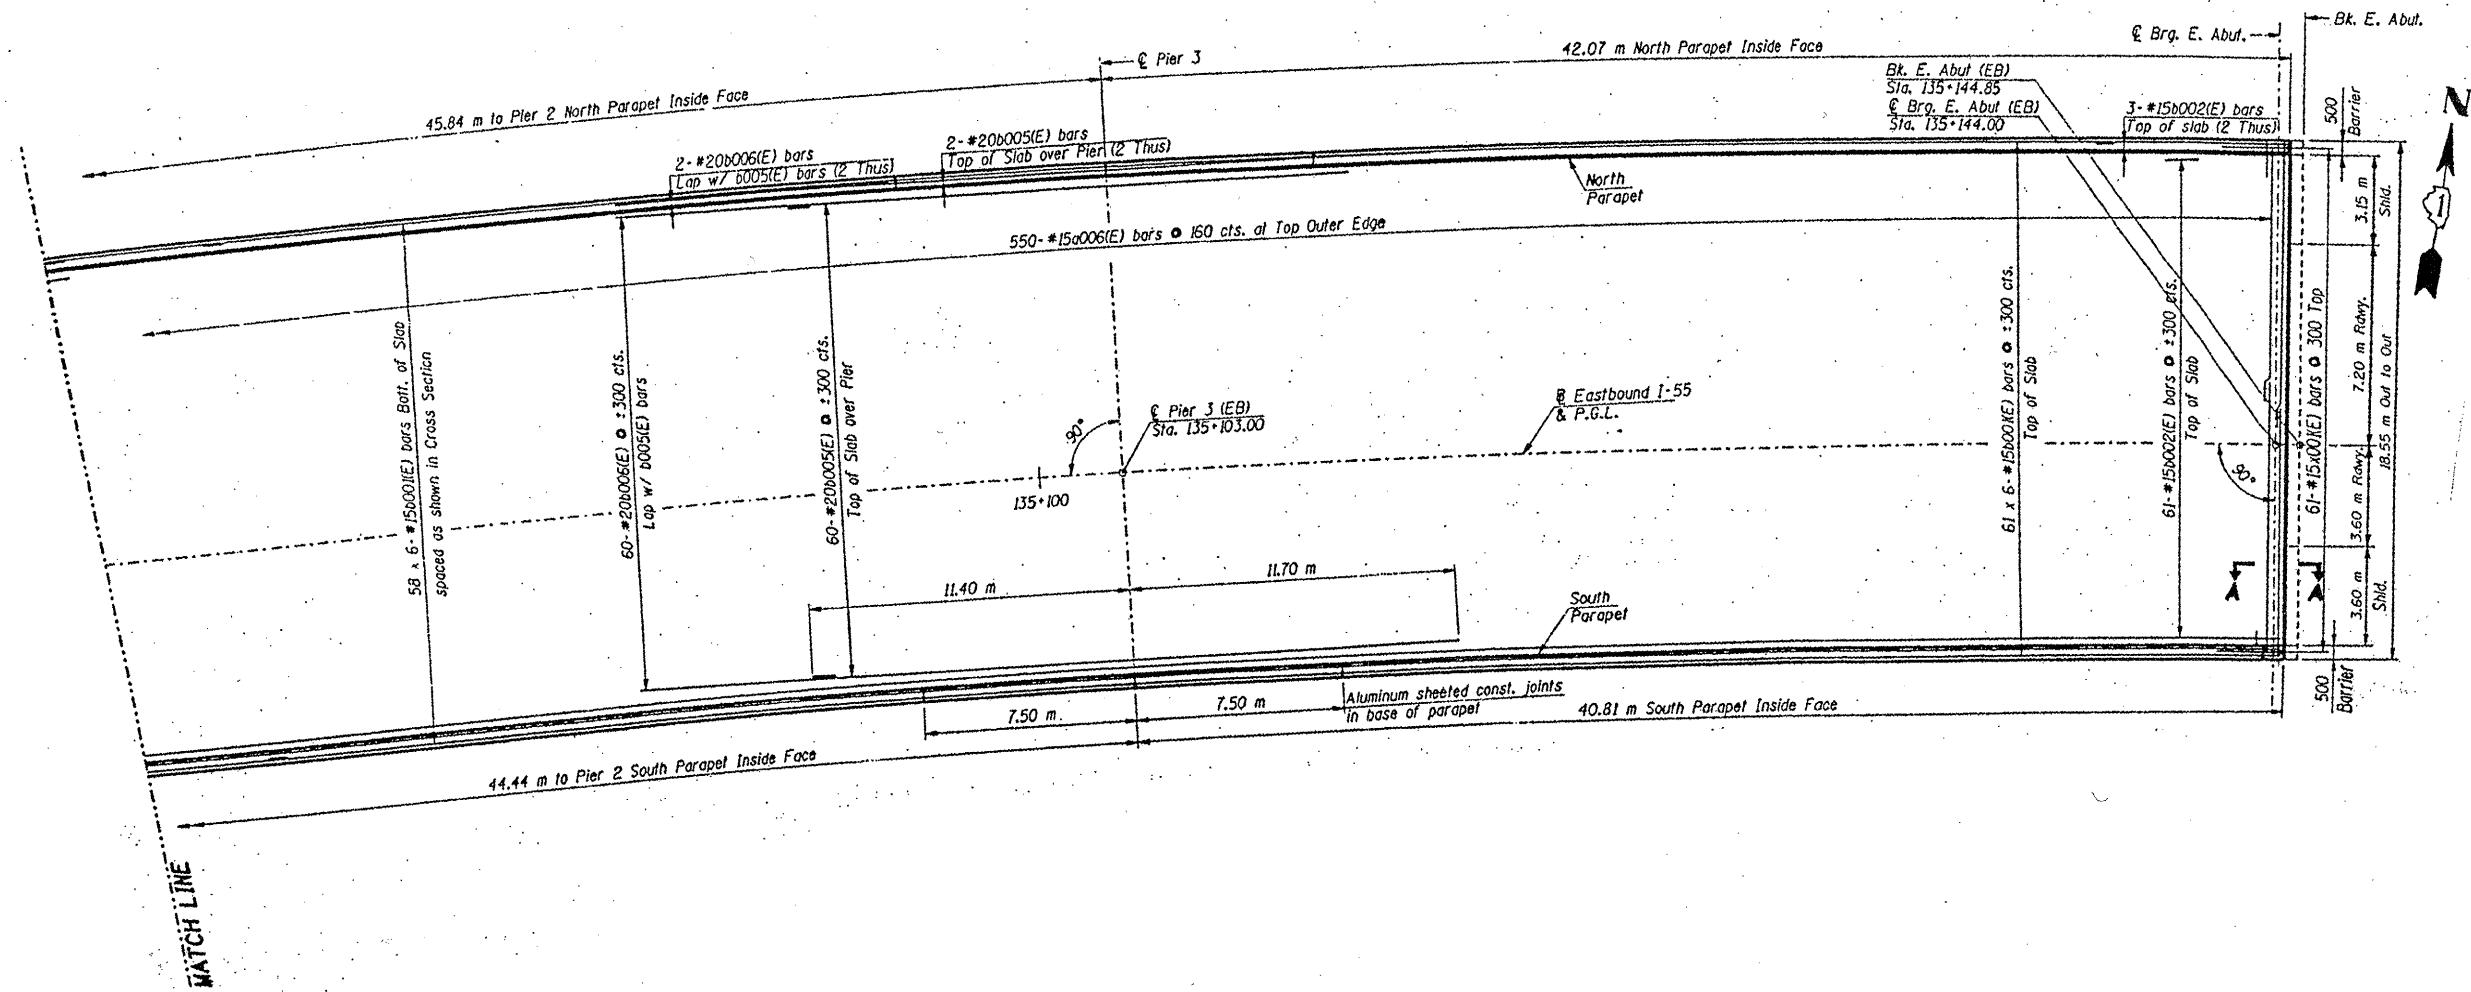 Bk. E. Abut.
℄ Brg. E. Abut.
℄ Pier 3
42.07 m North Parapet Inside Face
45.84 m to Pier 2 North Parapet Inside Face
Bk. E. Abut (EB)
Sta. 135+144.85
℄ Brg. E. Abut (EB)
Sta. 135+144.00
3-#15b002(E) bars
Top of slab (2 Thus)
500
Barrier
N
1
2-#20b005(E) bars
Top of Slab over Pier (2 Thus)
2-#20b006(E) bars
Lap w/ b005(E) bars (2 Thus)
North
Parapet
3.15 m
Shld.
550-#15a006(E) bars @ 160 cts. at Top Outer Edge
58 x 6-#15b001(E) bars Bott. of Slab
spaced as shown in Cross Section
60-#20b006(E) @ ±300 cts.
Lap w/ b005(E) bars
60-#20b005(E) @ ±300 cts.
Top of Slab over Pier
90°
℄ Pier 3 (EB)
Sta. 135+103.00
135+100
B Eastbound I-55
& P.G.L.
61 x 6-#15b001(E) bars @ ±300 cts.
Top of Slab
61-#15b002(E) bars @ ±300 cts.
Top of Slab
90°
61-#15x001(E) bars @ 300 Top
7.20 m Rdwy.
18.55 m Out to Out
3.60 m Rdwy.
3.60 m
Shld.
A
A
11.40 m
11.70 m
South
Parapet
7.50 m
7.50 m
Aluminum sheeted const. joints
in base of parapet
40.81 m South Parapet Inside Face
500
Barrier
44.44 m to Pier 2 South Parapet Inside Face
MATCH LINE